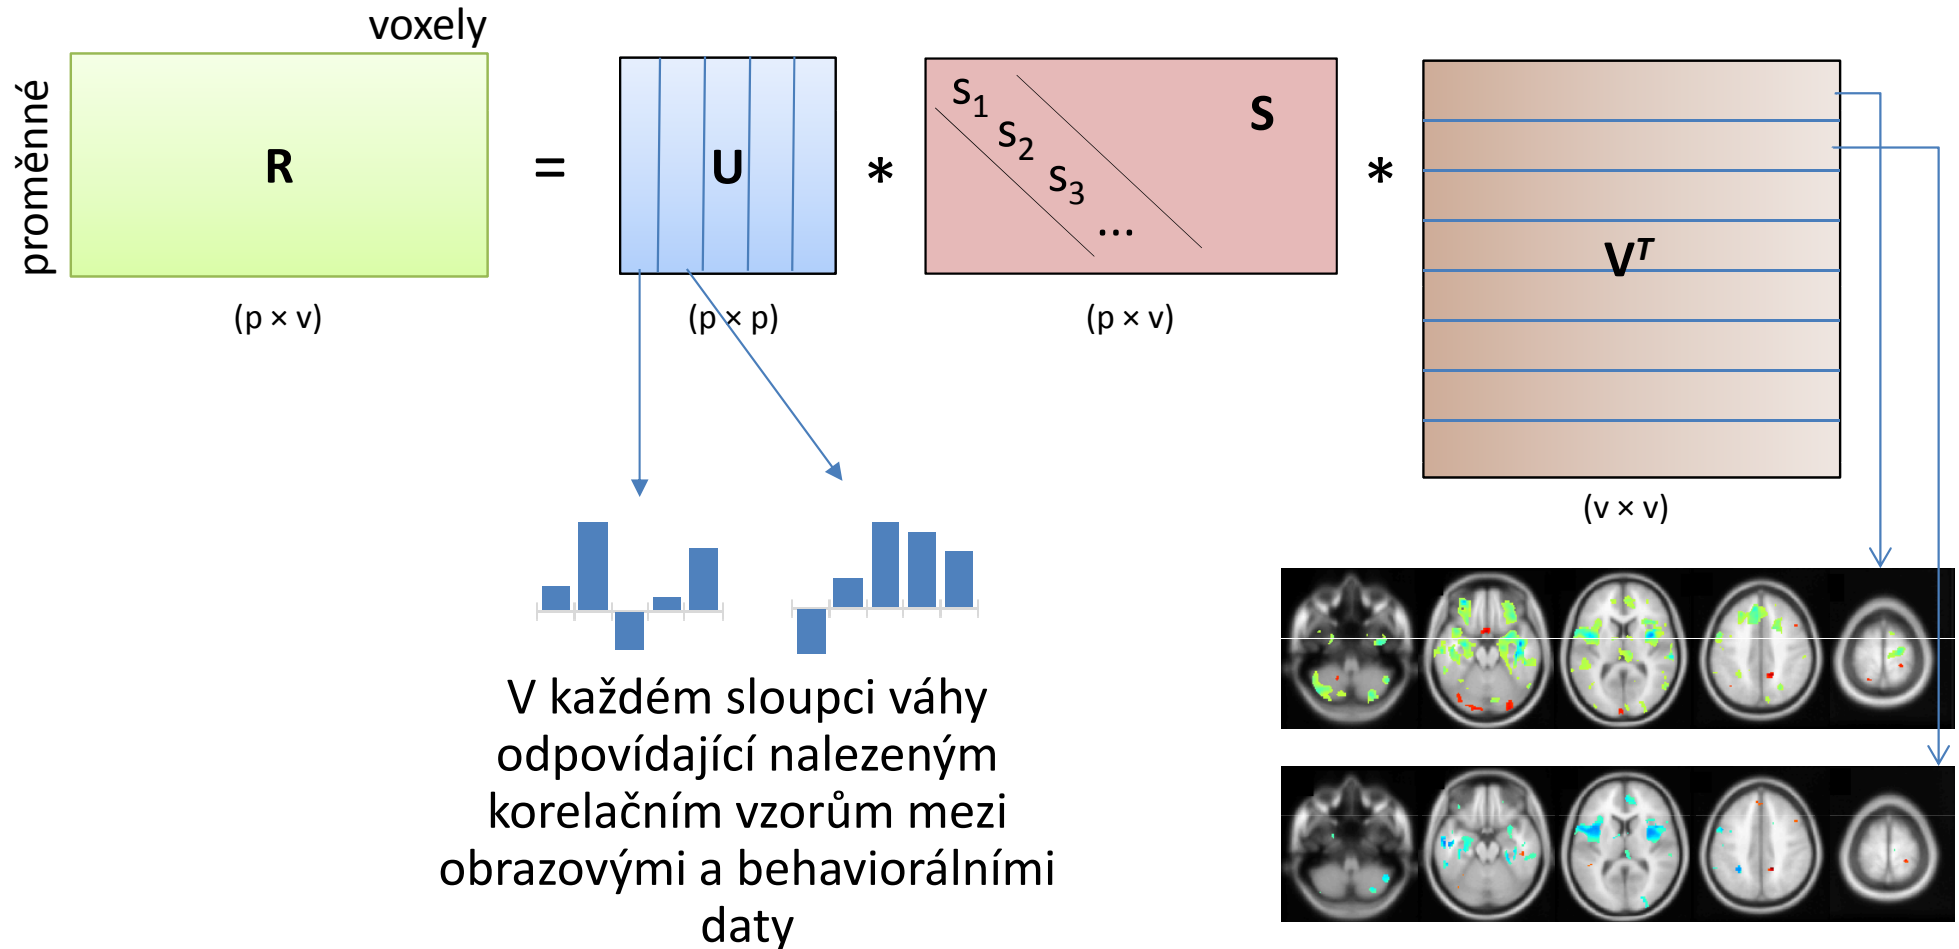 voxely
proměnné
R = U * S * Vᵀ
s₁
s₂
s₃
...
(p × v)
(p × p)
(p × v)
(v × v)
V každém sloupci váhy
odpovídající nalezeným
korelačním vzorům mezi
obrazovými a behaviorálními
daty